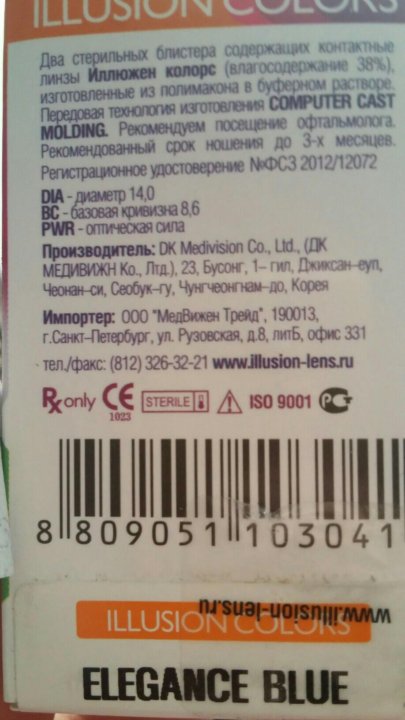 ILLUSION COLORS
Два стерильных блистера содержащих контактные
линзы Иллюжен колорс (влагосодержание 38%),
изготовленные из полимакона в буферном растворе.
Передовая технология изготовления COMPUTER CAST
MOLDING. Рекомендуем посещение офтальмолога.
Рекомендованный срок ношения до 3-х месяцев.
Регистрационное удостоверение №ФСЗ 2012/12072
DIA - диаметр 14,0
BC - базовая кривизна 8,6
PWR - оптическая сила
Производитель: DK Medivision Co., Ltd., (ДК
МЕДИВИЖН Ко., Лтд.), 23, Бусонг, 1- гил, Джиксан-еуп,
Чеонан-си, Сеобук-гу, Чунгчеонгнам-до, Корея
Импортер: ООО "МедВижен Трейд", 190013,
г.Санкт-Петербург, ул. Рузовская, д.8, литБ, офис 331
тел./факс: (812) 326-32-21 www.illusion-lens.ru
Rx only CE 1023 STERILE ISO 9001 РСТ
8 809051 103041
www.illusion-lens.ru
ILLUSION COLORS
ELEGANCE BLUE